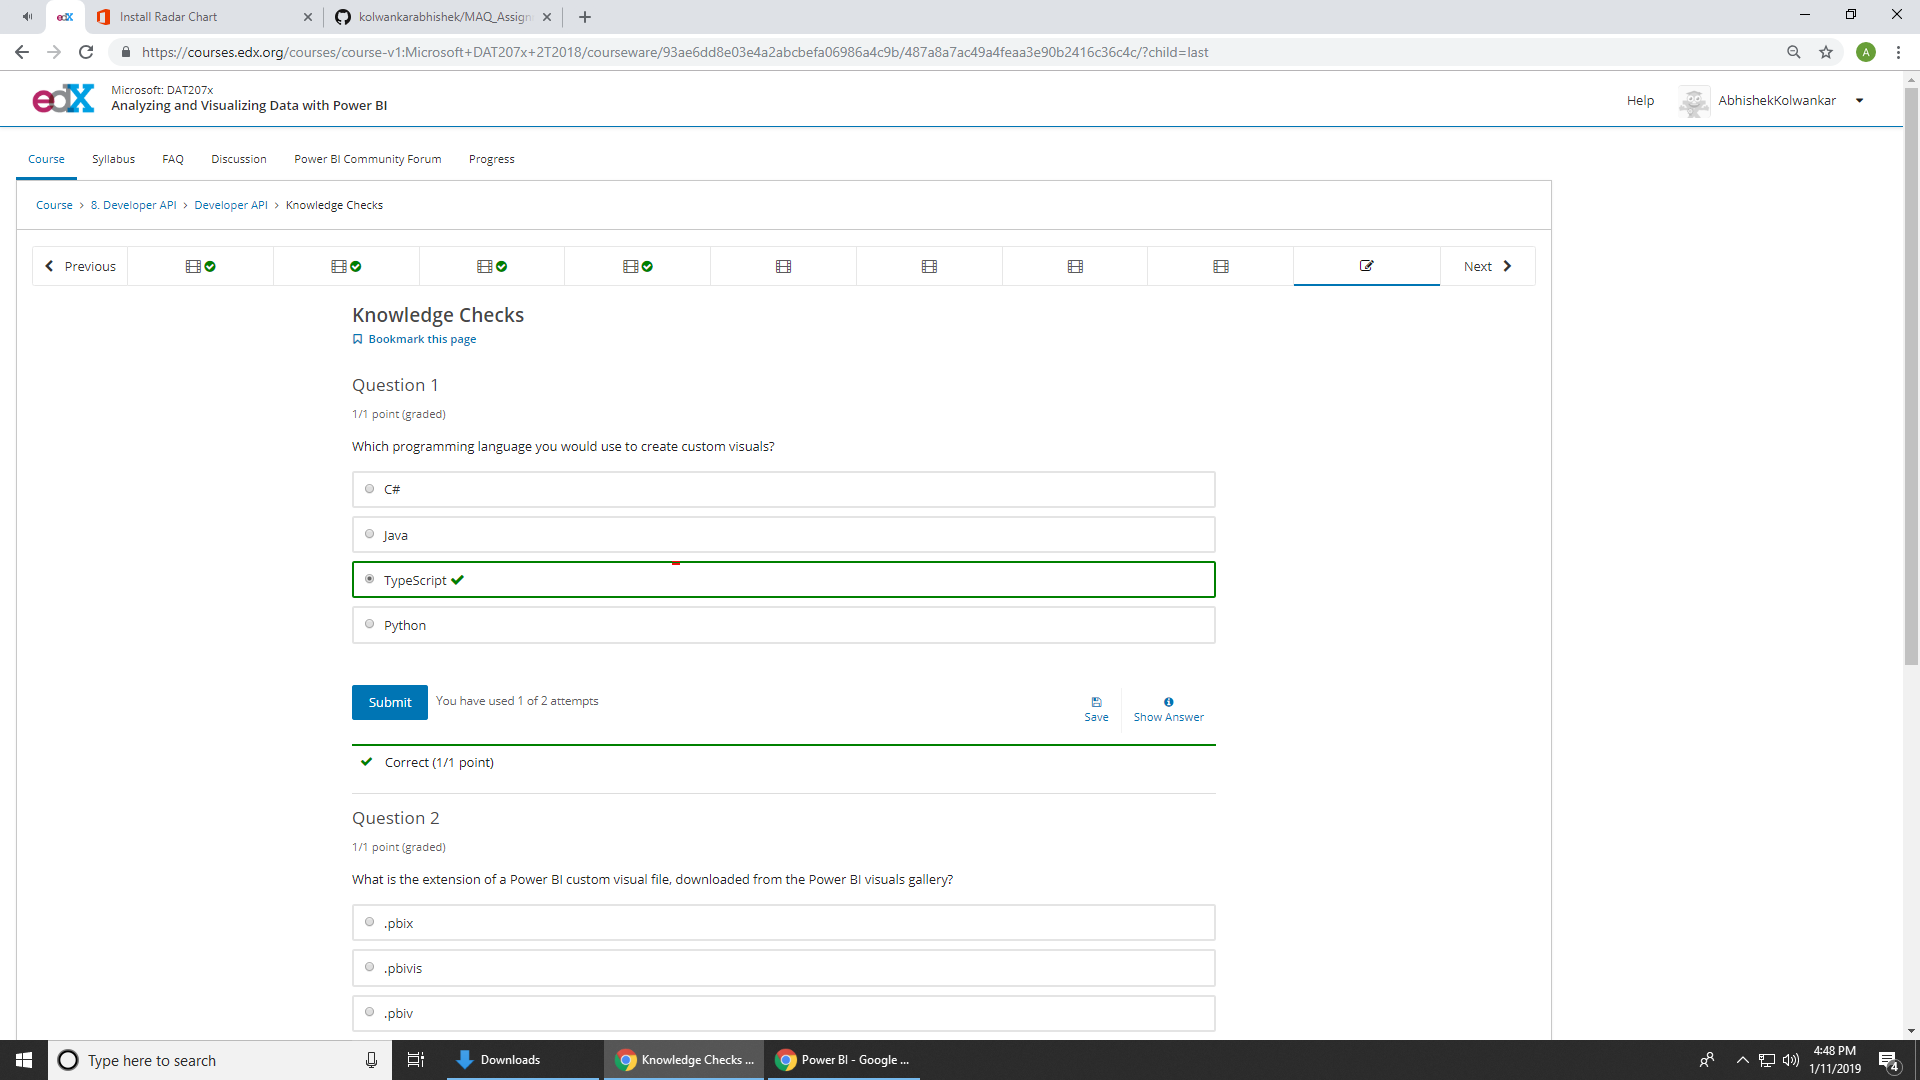 edX
Install Radar Chart
kolwankarabhishek/MAQ_Assign
https://courses.edx.org/courses/course-v1:Microsoft+DAT207x+2T2018/courseware/93ae6dd8e03e4a2abcbefa06986a4c9b/487a8a7ac49a4feaa3e90b2416c36c4c/?child=last
A
edX
Microsoft: DAT207x
Analyzing and Visualizing Data with Power BI
Help
AbhishekKolwankar
Course
Syllabus
FAQ
Discussion
Power BI Community Forum
Progress
Course > 8. Developer API > Developer API > Knowledge Checks
Previous
Next
Knowledge Checks
Bookmark this page
Question 1
1/1 point (graded)
Which programming language you would use to create custom visuals?
C#
Java
TypeScript
Python
Submit
You have used 1 of 2 attempts
Save
Show Answer
Correct (1/1 point)
Question 2
1/1 point (graded)
What is the extension of a Power BI custom visual file, downloaded from the Power BI visuals gallery?
.pbix
.pbivis
.pbiv
Type here to search
Downloads
Knowledge Checks ...
Power BI - Google ...
4:48 PM
1/11/2019
4